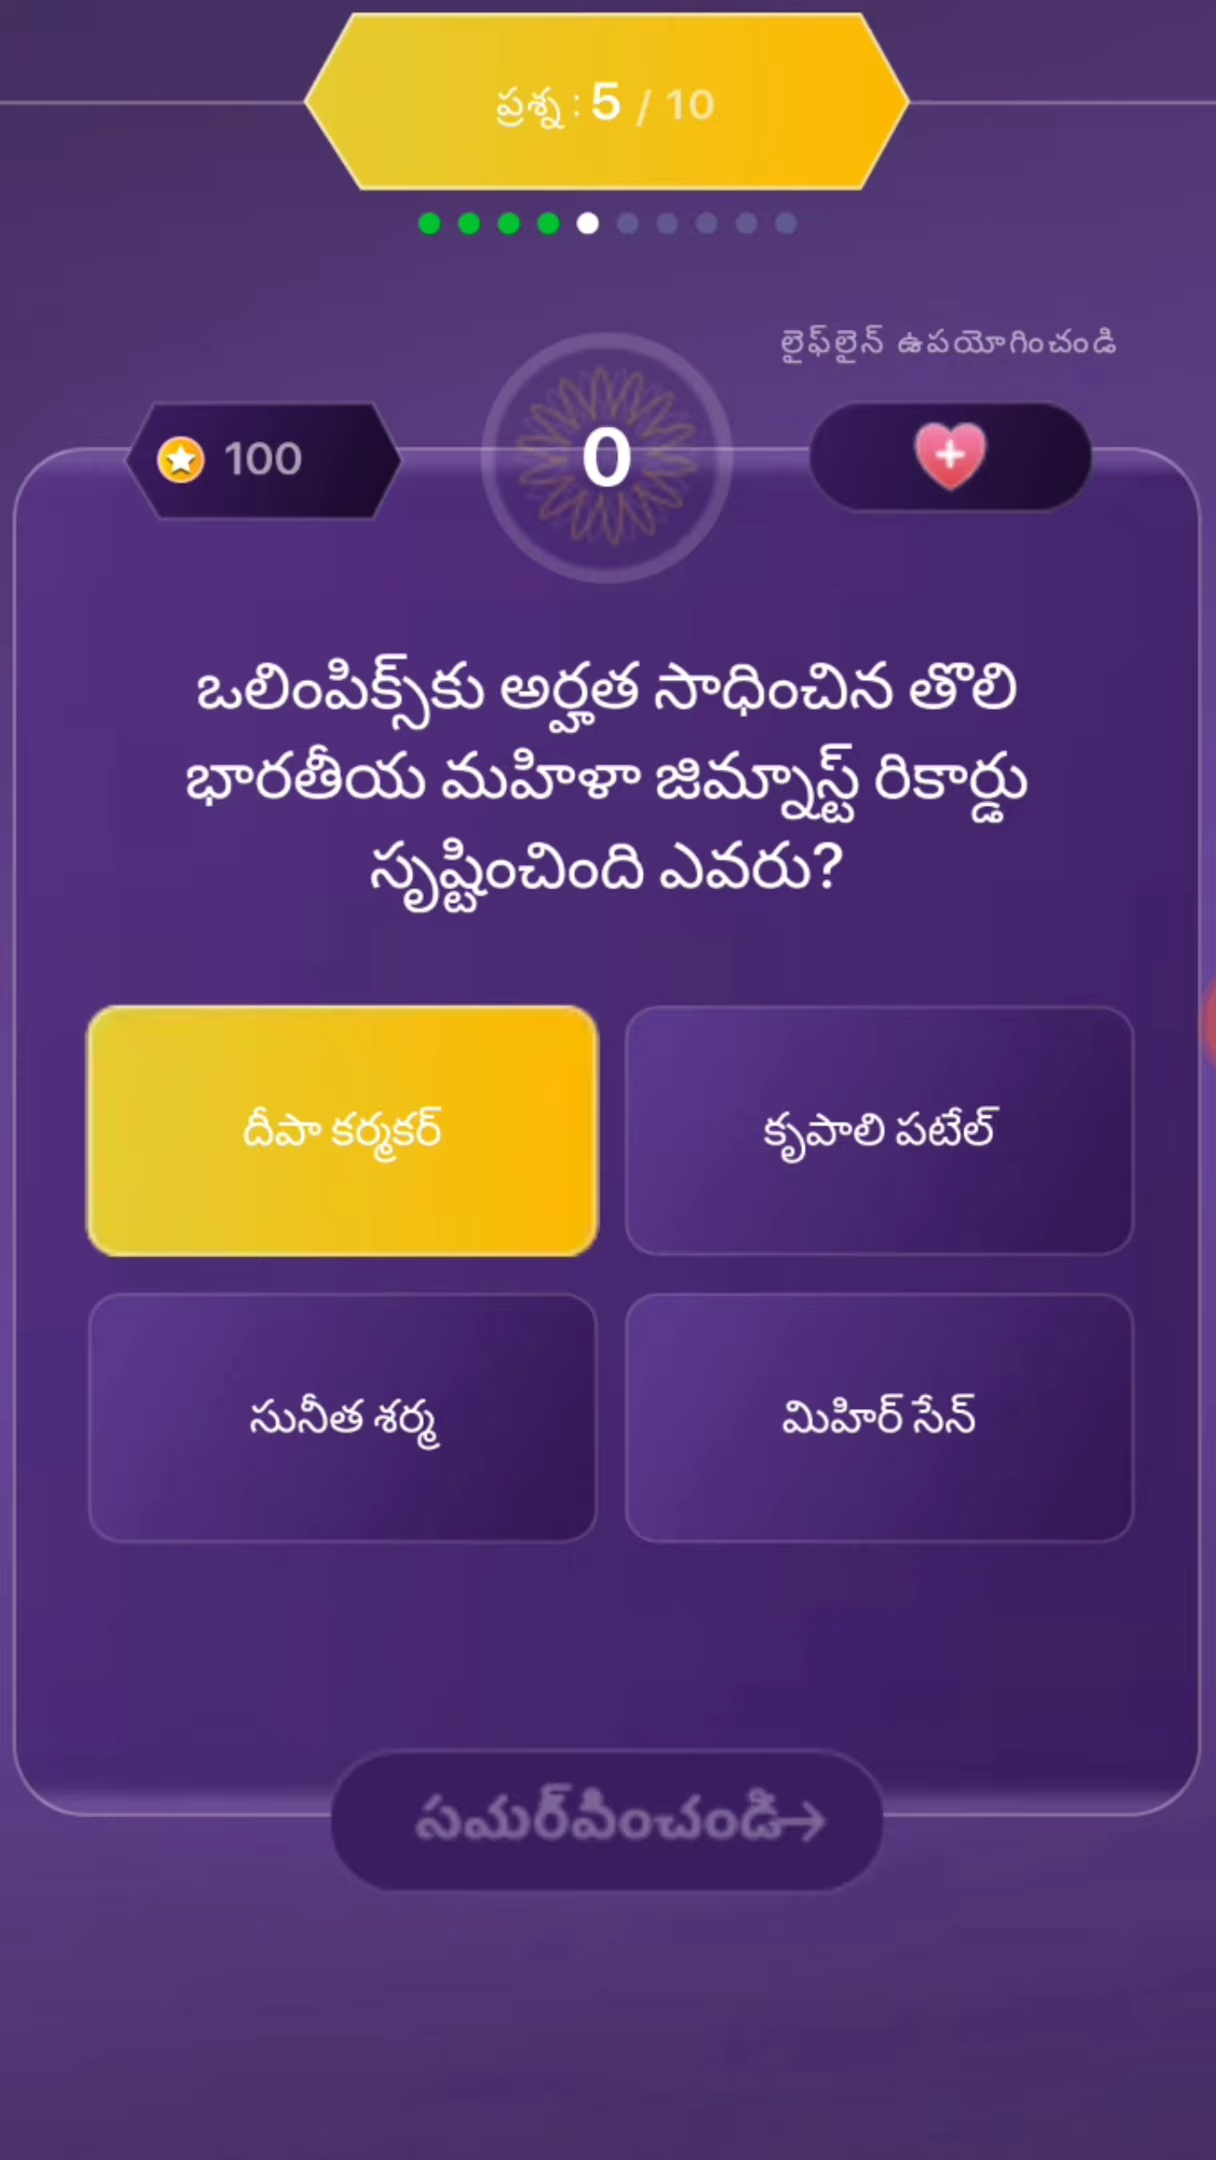 ప్రశ్న : 5 / 10
లైఫ్‌లైన్ ఉపయోగించండి
100
0
ఒలింపిక్స్‌కు అర్హత సాధించిన తొలి
భారతీయ మహిళా జిమ్నాస్ట్ రికార్డు
సృష్టించింది ఎవరు?
దీపా కర్మకర్
కృపాలి పటేల్
సునీత శర్మ
మిహిర్ సేన్
సమర్పించండి→